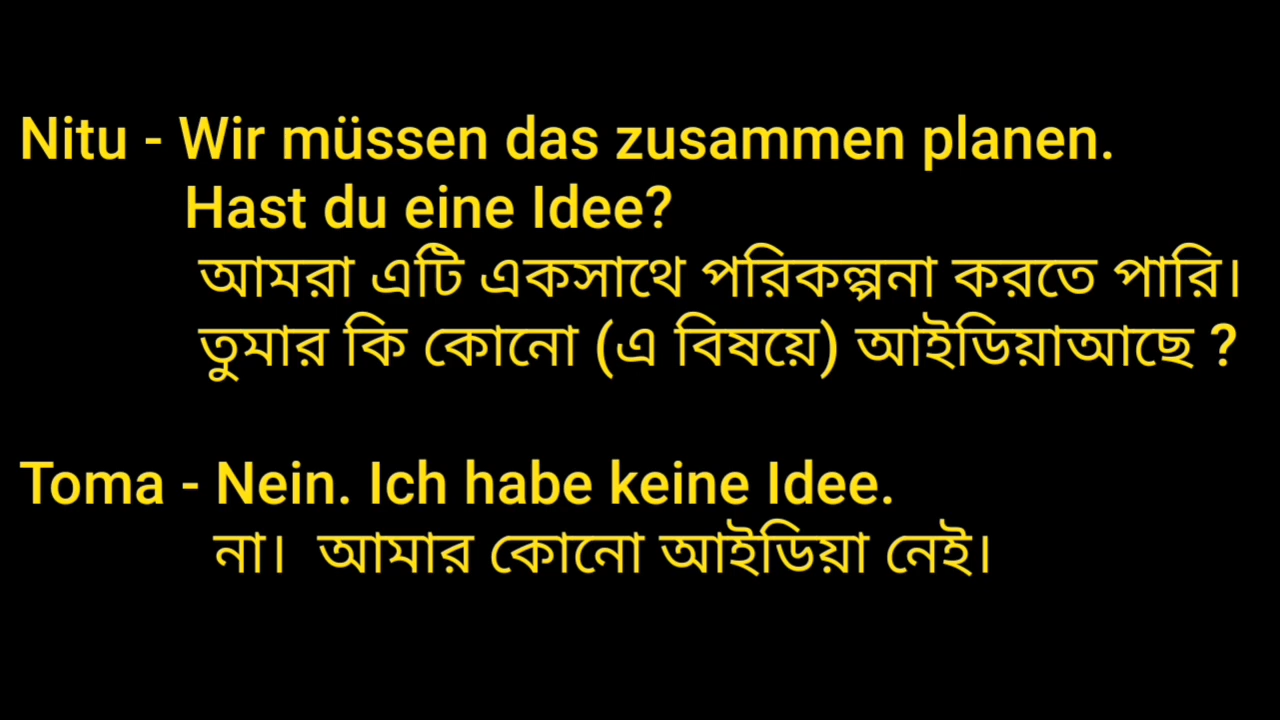 Nitu - Wir müssen das zusammen planen.
Hast du eine Idee?
আমরা এটি একসাথে পরিকল্পনা করতে পারি।
তুমার কি কোনো (এ বিষয়ে) আইডিয়াআছে ?
Toma - Nein. Ich habe keine Idee.
না। আমার কোনো আইডিয়া নেই।